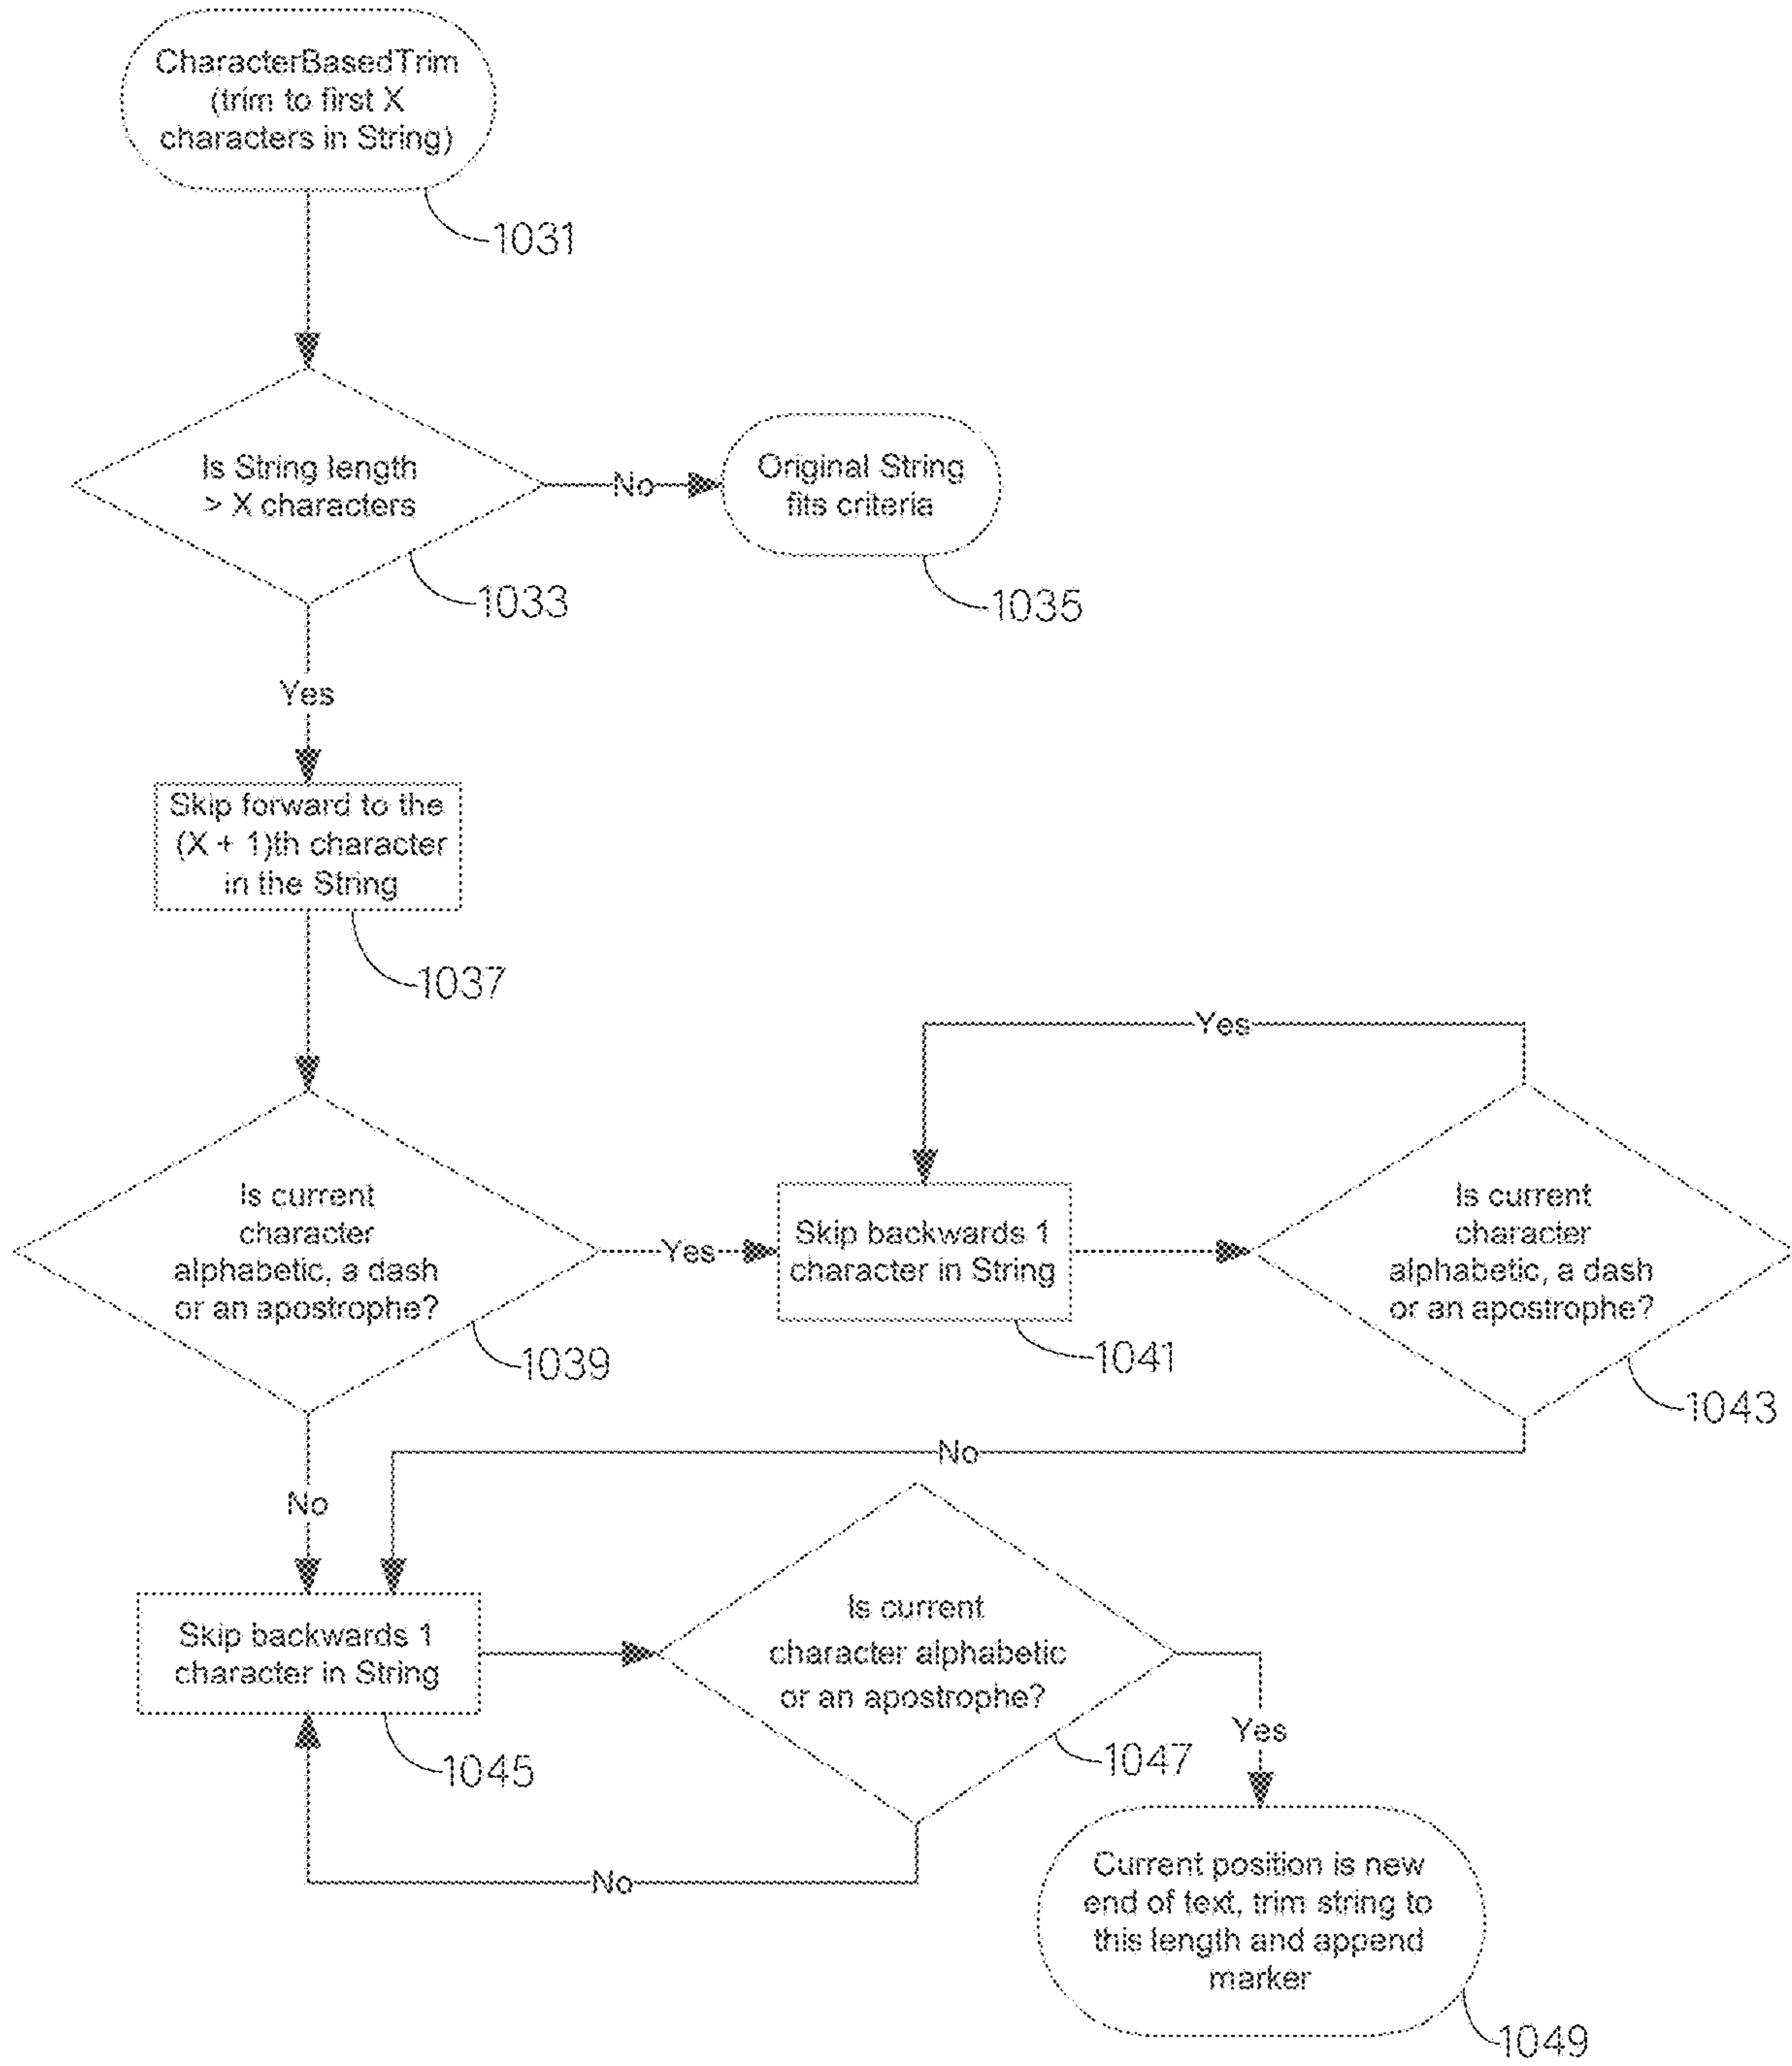 CharacterBasedTrim
(trim to first X
characters in String)
1031
Is String length
> X characters
No
Original String
fits criteria
1033
1035
Yes
Skip forward to the
(X + 1)th character
in the String
1037
Yes
Is current
character
alphabetic, a dash
or an apostrophe?
Yes
Skip backwards 1
character in String
Is current
character
alphabetic, a dash
or an apostrophe?
1039
1041
1043
No
No
Skip backwards 1
character in String
Is current
character alphabetic
or an apostrophe?
1045
1047
Yes
No
Current position is new
end of text, trim string to
this length and append
marker
1049